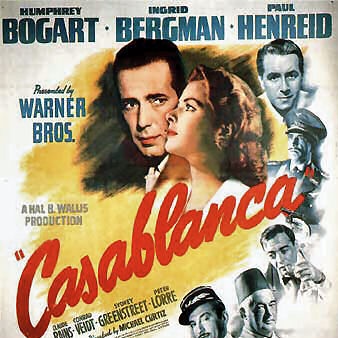 HUMPHREY INGRID PAUL
BOGART · BERGMAN · HENREID
Presented by
WARNER
BROS.
A HAL B. WALLIS
PRODUCTION
"Casablanca"
CLAUDE CONRAD SYDNEY PETER
RAINS · VEIDT · GREENSTREET · LORRE
Directed by MICHAEL CURTIZ